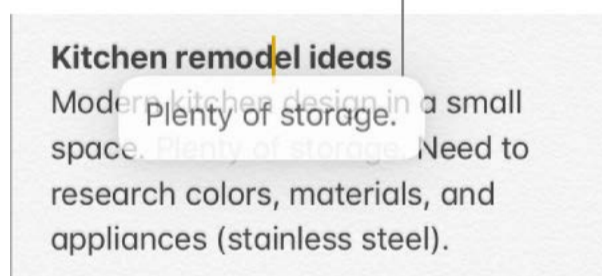 Kitchen remodel ideas
Modern kitchen design in a small
Plenty of storage.
space. Plenty of storage. Need to
research colors, materials, and
appliances (stainless steel).